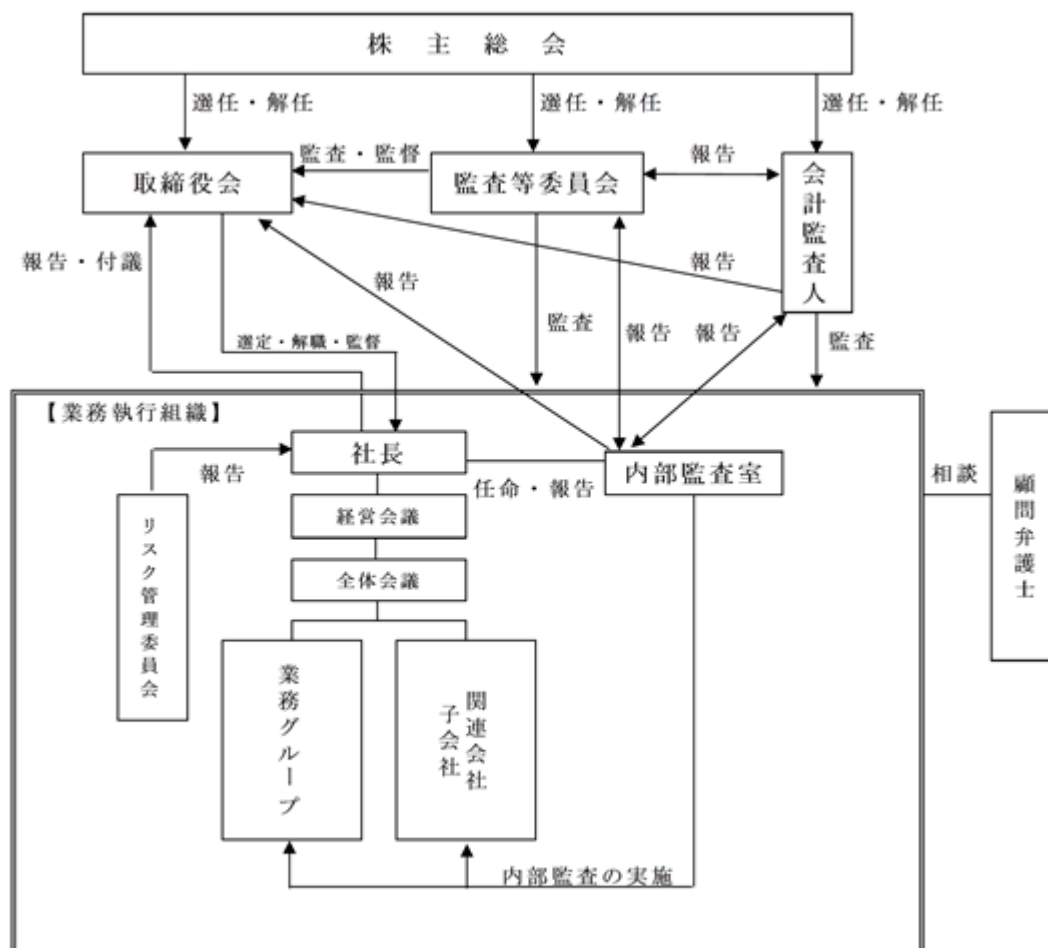 株主総会
選任・解任
選任・解任
選任・解任
取締役会
監査・監督
監査等委員会
報告
会計監査人
報告・付議
報告
報告
選定・解職・監督
監査
報告
報告
監査
【業務執行組織】
社長
報告
任命・報告
内部監査室
相談
顧問弁護士
経営会議
リスク管理委員会
全体会議
業務グループ
関連会社
子会社
内部監査の実施